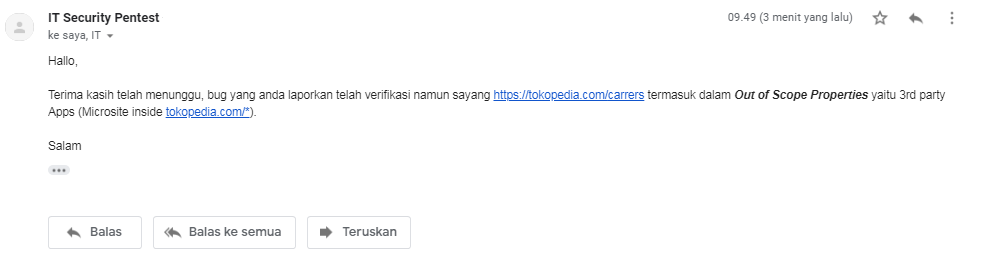 IT Security Pentest
09.49 (3 menit yang lalu)
ke saya, IT
Hallo,
Terima kasih telah menunggu, bug yang anda laporkan telah verifikasi namun sayang https://tokopedia.com/carrers termasuk dalam Out of Scope Properties yaitu 3rd party
Apps (Microsite inside tokopedia.com/*).
Salam
Balas
Balas ke semua
Teruskan